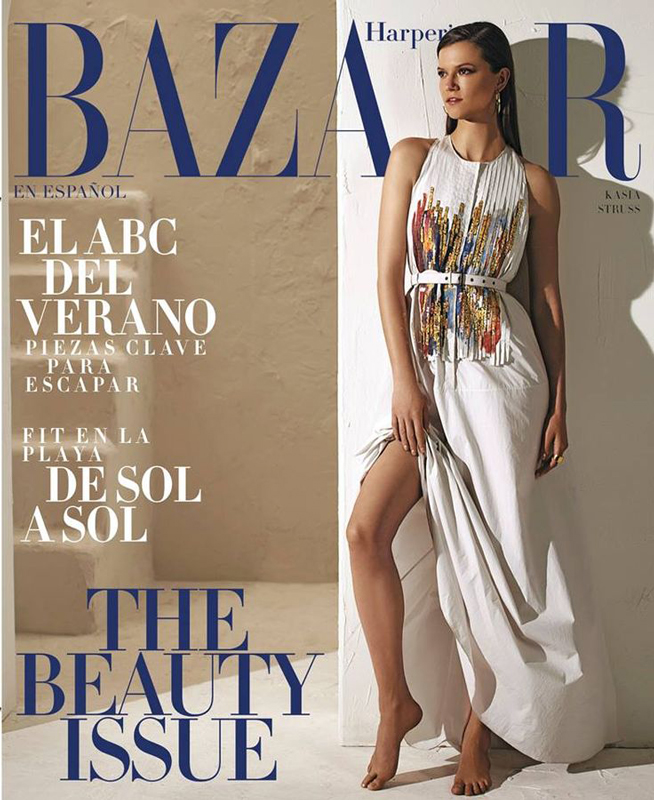 Harper
BAZAAR
EN ESPAÑOL
KASIA
STRUSS
EL ABC
DEL
VERANO
PIEZAS CLAVE
PARA
ESCAPAR
FIT EN LA
PLAYA
DE SOL
A SOL
THE
BEAUTY
ISSUE